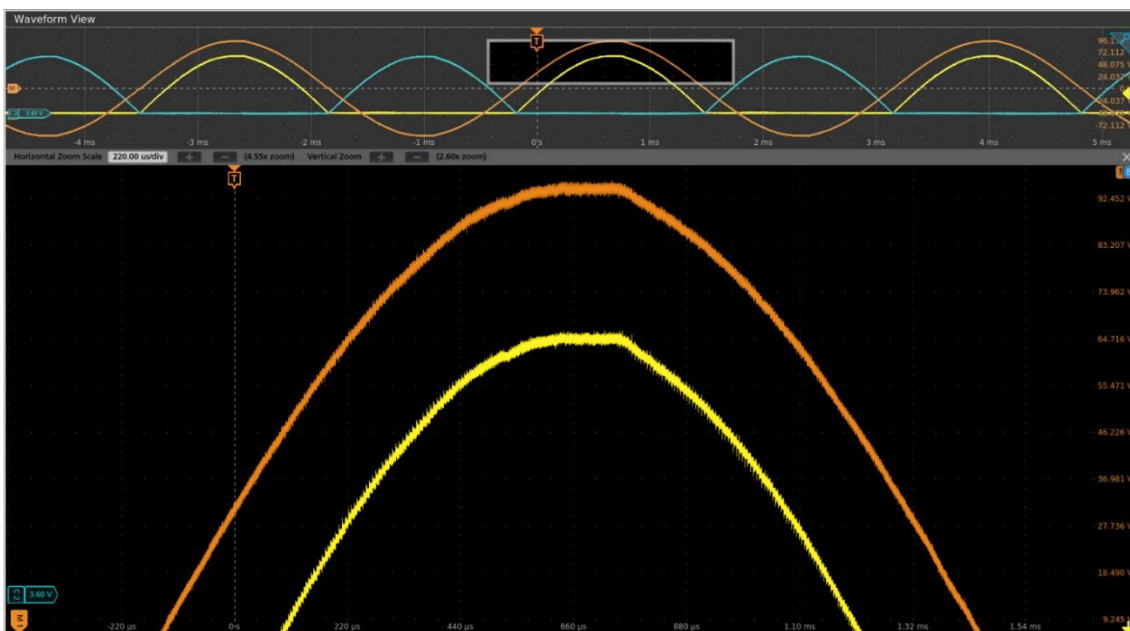 Waveform View
T
72.112
48.075
24.037
0
M
3.60 V
-72.112
-4 ms -3 ms -2 ms -1 ms 0's 1 ms 2 ms 3 ms 4 ms 5 ms
Horizontal Zoom Scale 220.00 us/div + − (4.55x zoom) Vertical Zoom + − (2.60x zoom)
T
92.452 V
83.207 V
73.962 V
64.716 V
55.471 V
46.226 V
36.981 V
27.736 V
18.490 V
C 2 3.60 V
M 1
9.245 V
-220 µs 0's 220 µs 440 µs 660 µs 880 µs 1.10 ms 1.32 ms 1.54 ms